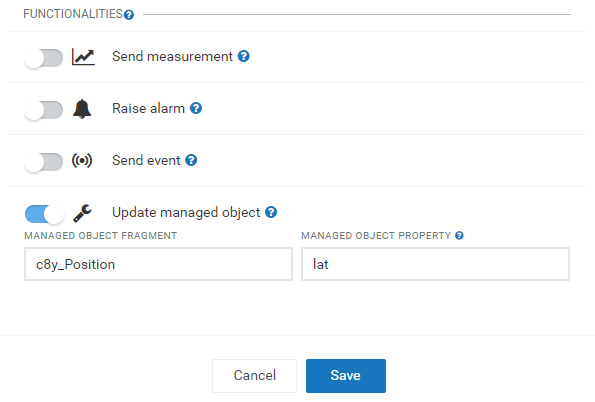 FUNCTIONALITIES ?
Send measurement ?
Raise alarm ?
Send event ?
Update managed object ?
MANAGED OBJECT FRAGMENT MANAGED OBJECT PROPERTY ?
c8y_Position lat
Cancel Save